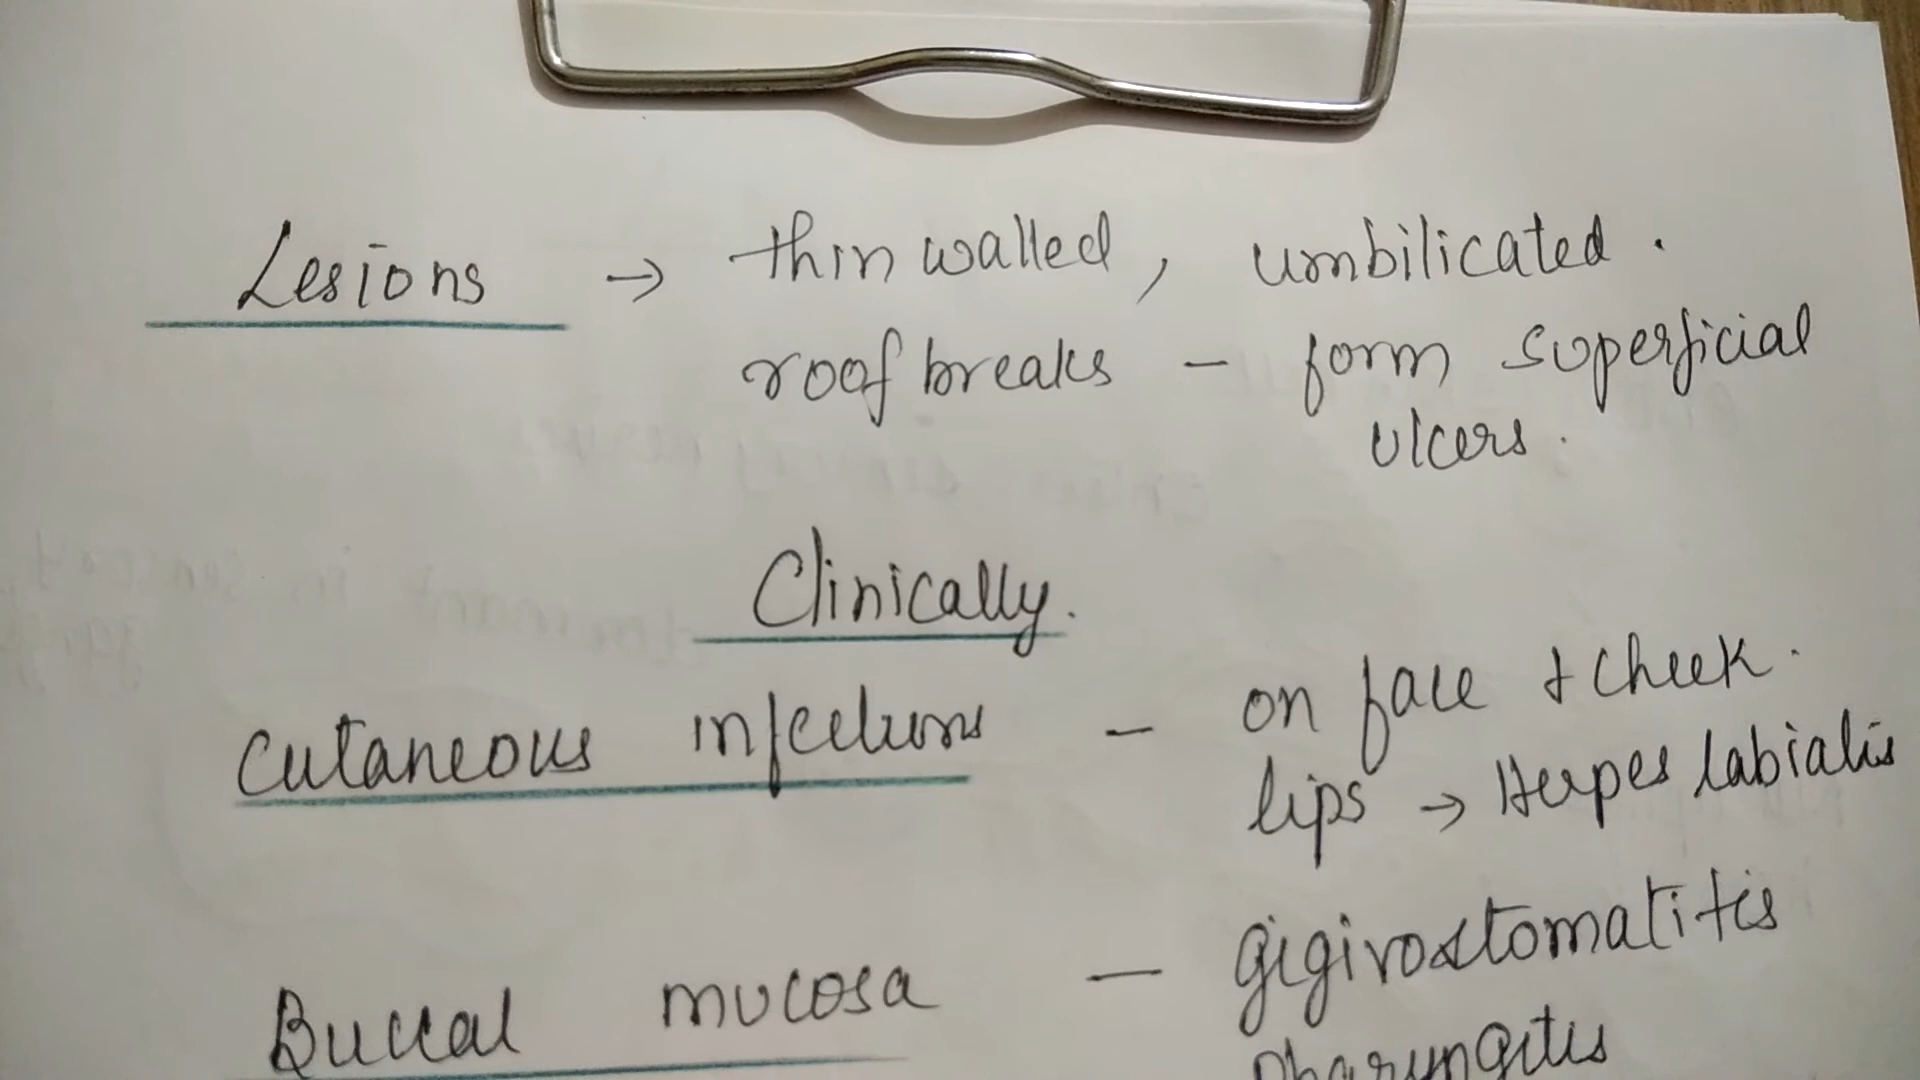 Lesions → thin walled, umbilicated.
roof breaks – form superficial
ulcers.
Clinically.
Cutaneous infections – on face & cheek.
lips → Herpes labialis
Buccal mucosa – gigivostomatitis
pharyngitis